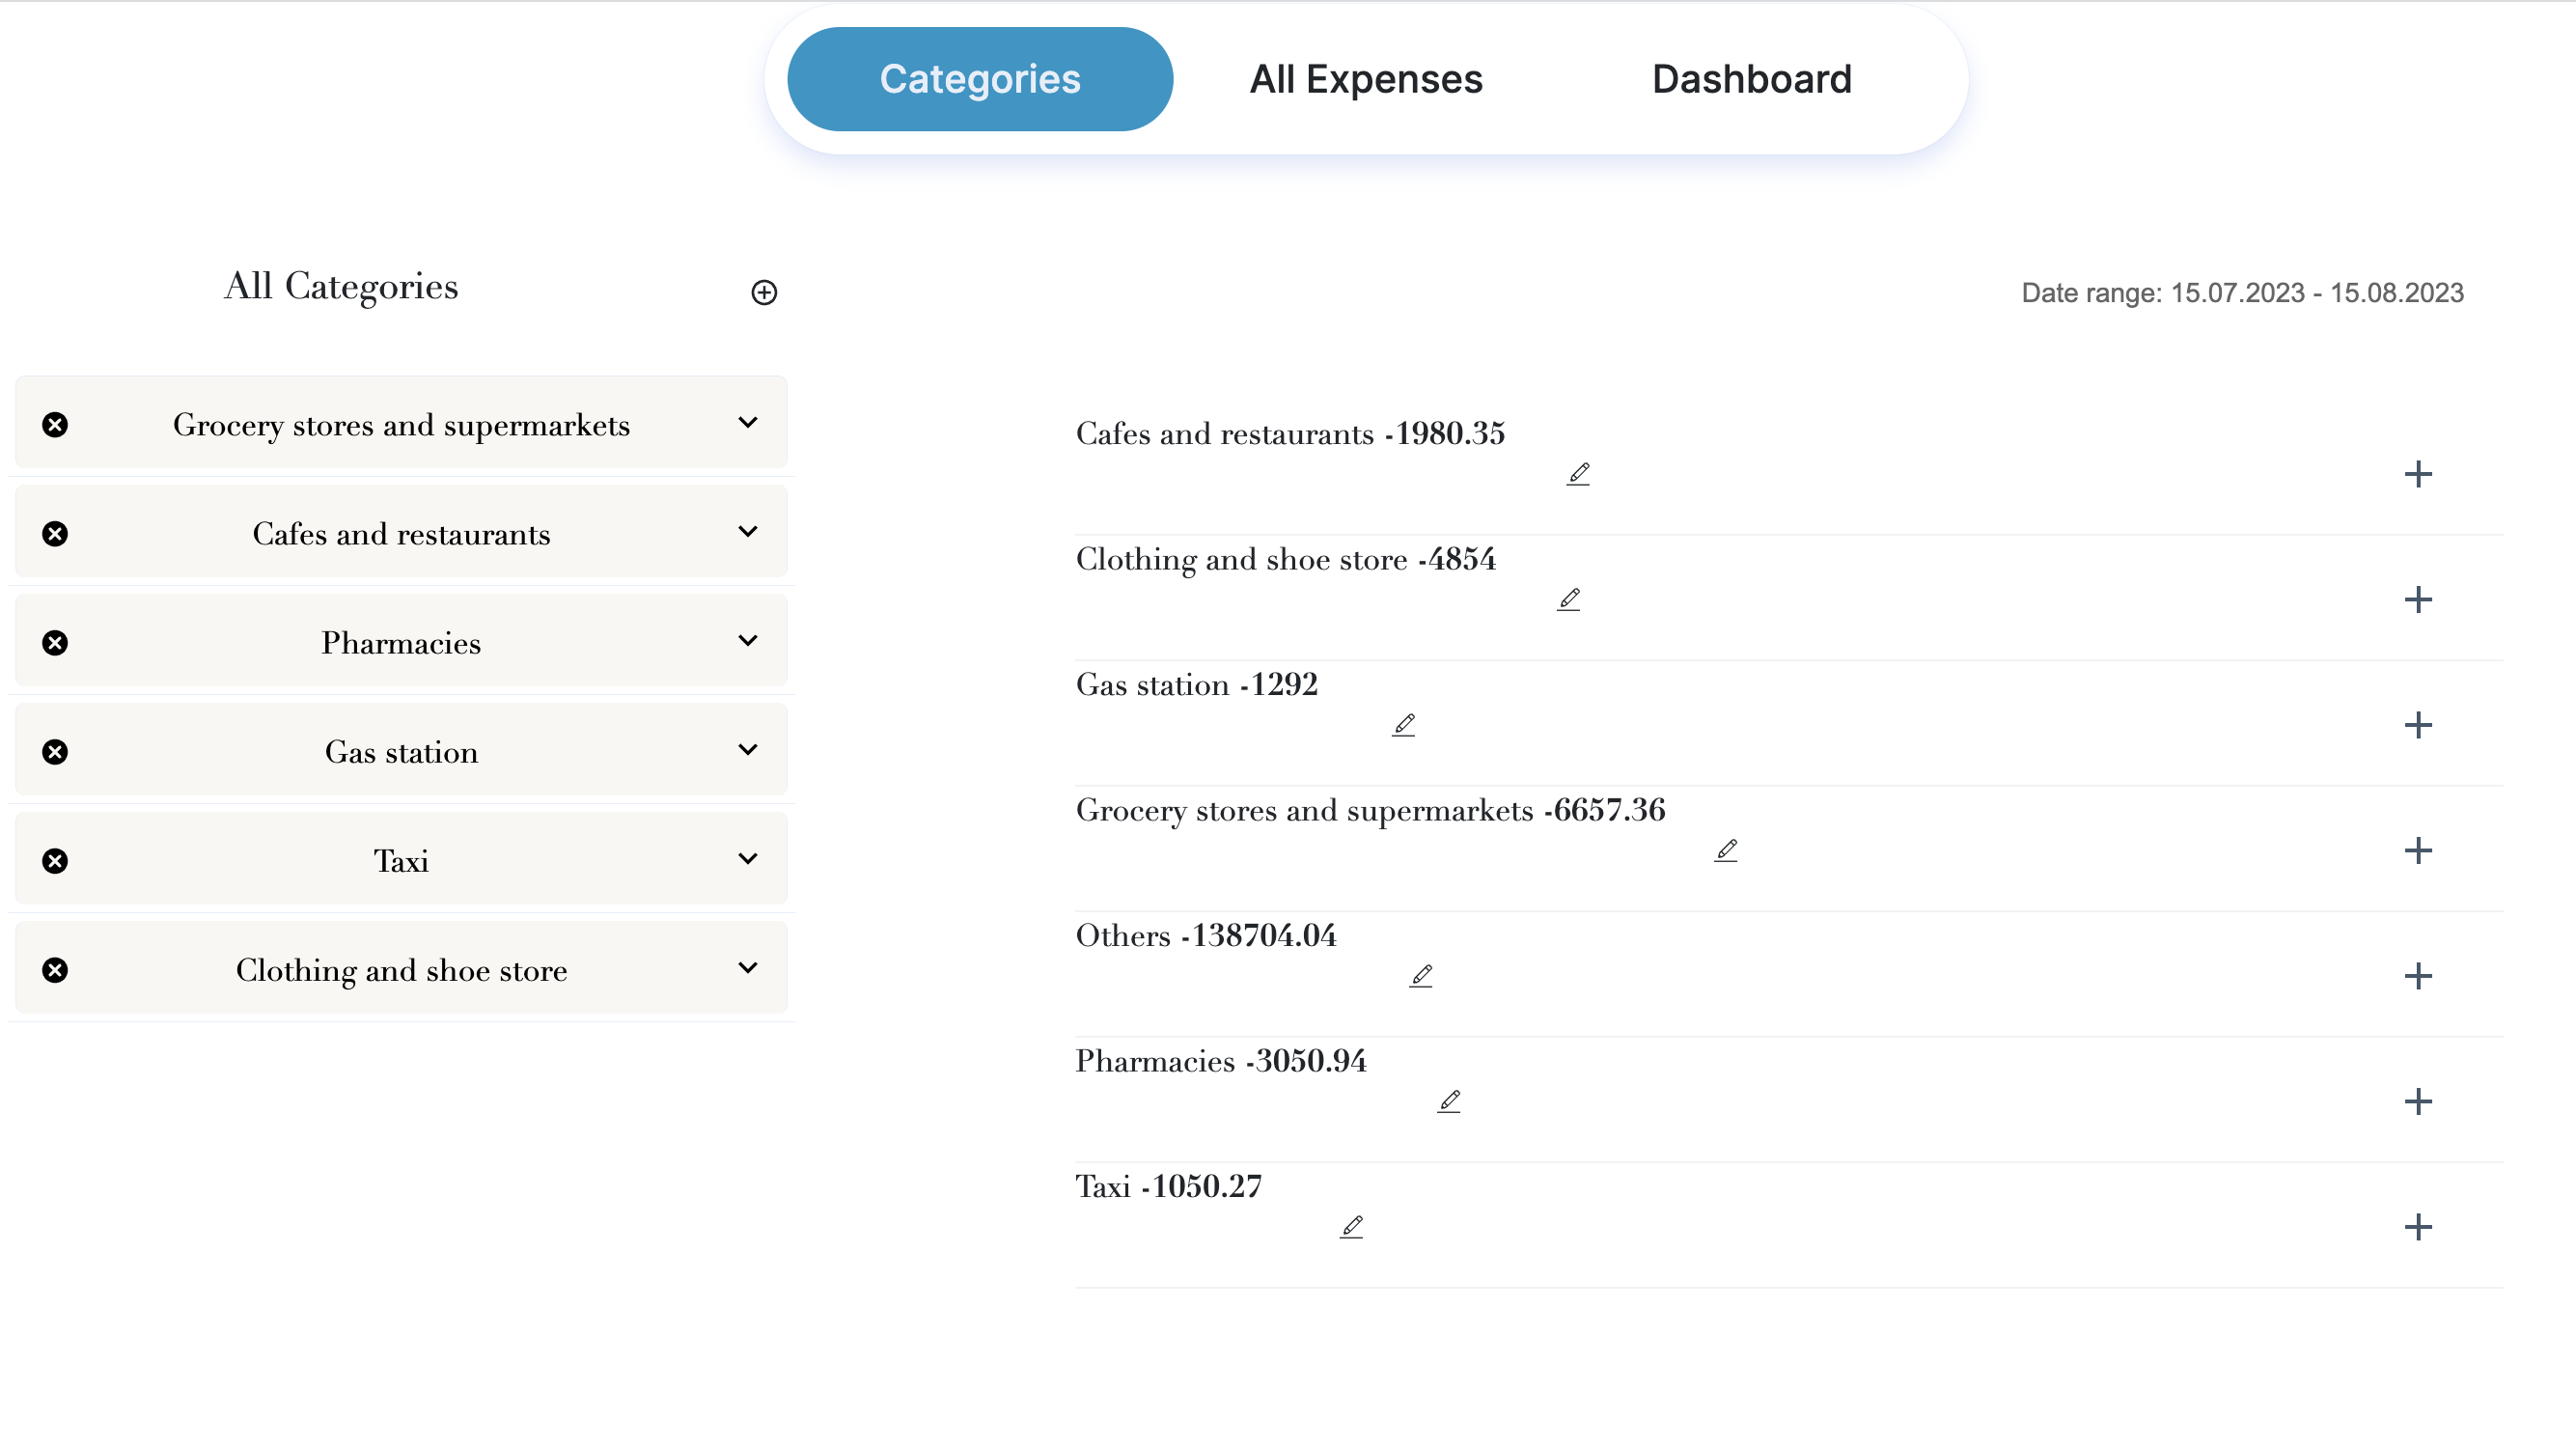 Categories All Expenses Dashboard
All Categories
Date range: 15.07.2023 - 15.08.2023
Grocery stores and supermarkets
Cafes and restaurants
Pharmacies
Gas station
Taxi
Clothing and shoe store
Cafes and restaurants -1980.35
Clothing and shoe store -4854
Gas station -1292
Grocery stores and supermarkets -6657.36
Others -138704.04
Pharmacies -3050.94
Taxi -1050.27